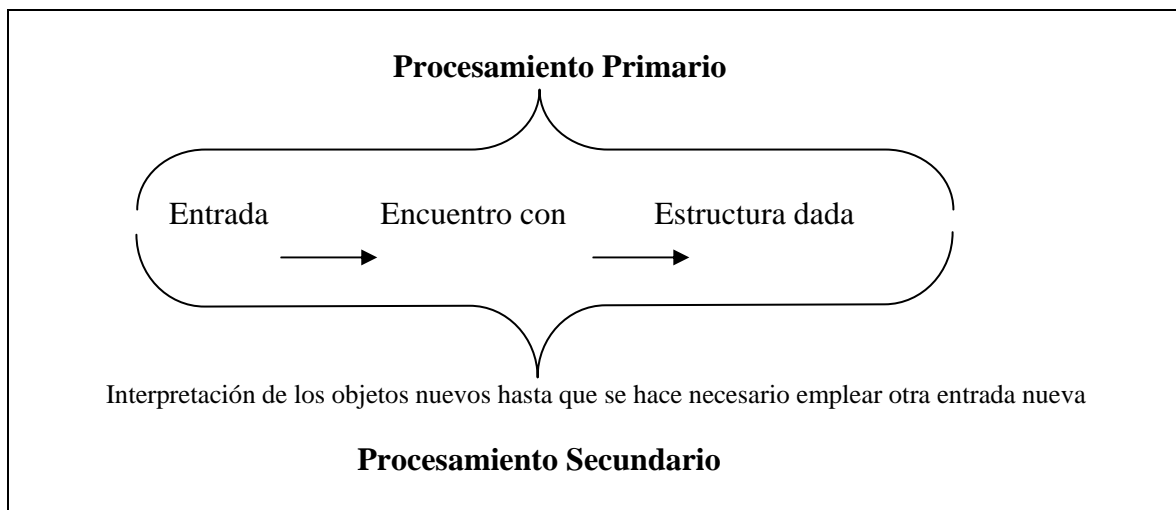 Procesamiento Primario
Entrada Encuentro con Estructura dada
Interpretación de los objetos nuevos hasta que se hace necesario emplear otra entrada nueva
Procesamiento Secundario